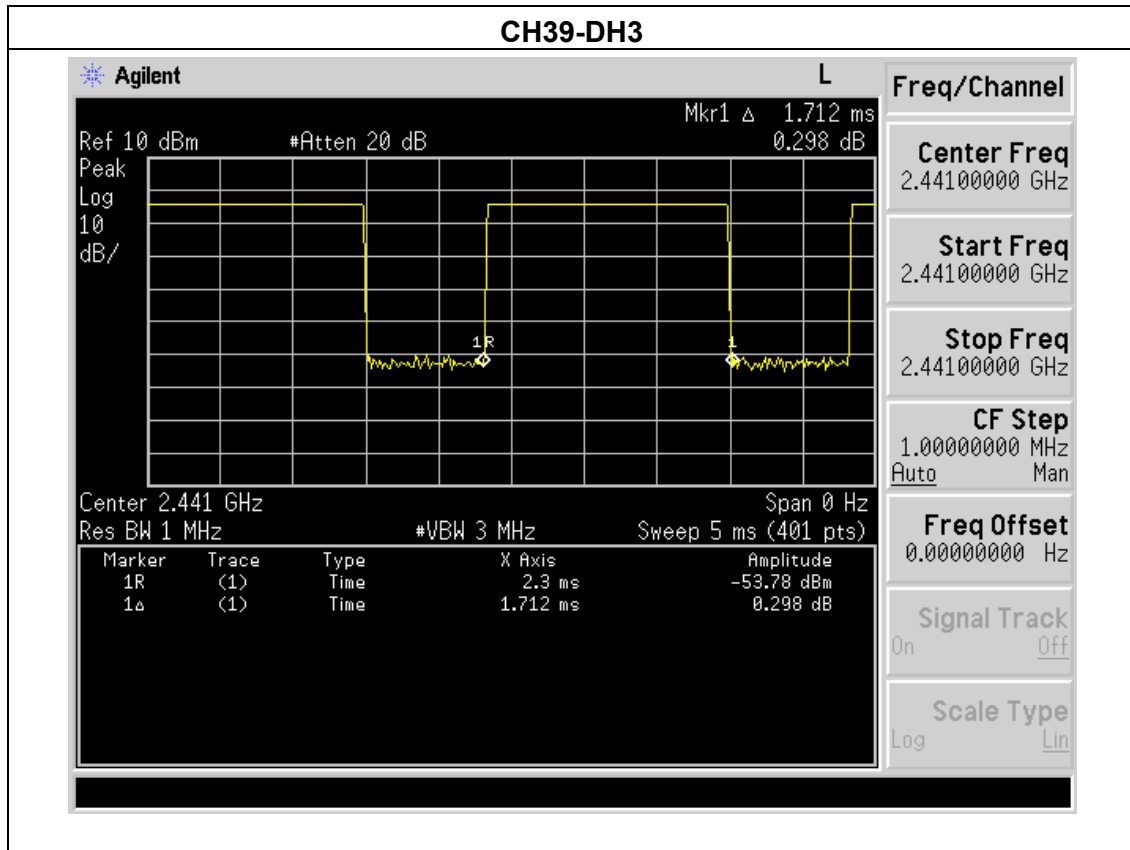 CH39-DH3
Agilent L
Mkr1 Δ 1.712 ms
Ref 10 dBm #Atten 20 dB 0.298 dB
Peak
Log
10
dB/
1R 1
Center 2.441 GHz Span 0 Hz
Res BW 1 MHz #VBW 3 MHz Sweep 5 ms (401 pts)
Marker Trace Type X Axis Amplitude
1R (1) Time 2.3 ms -53.78 dBm
1Δ (1) Time 1.712 ms 0.298 dB
Freq/Channel
Center Freq
2.44100000 GHz
Start Freq
2.44100000 GHz
Stop Freq
2.44100000 GHz
CF Step
1.00000000 MHz
Auto Man
Freq Offset
0.00000000 Hz
Signal Track
On Off
Scale Type
Log Lin